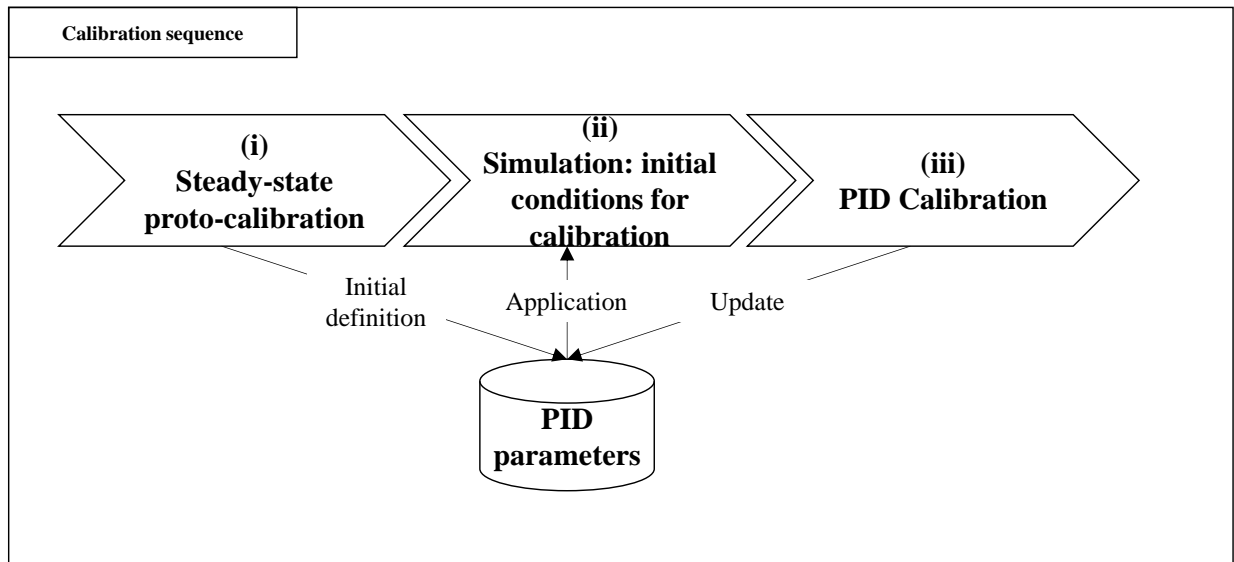 Calibration sequence
(i)
Steady-state
proto-calibration
(ii)
Simulation: initial
conditions for
calibration
(iii)
PID Calibration
Initial
definition
Application
Update
PID
parameters